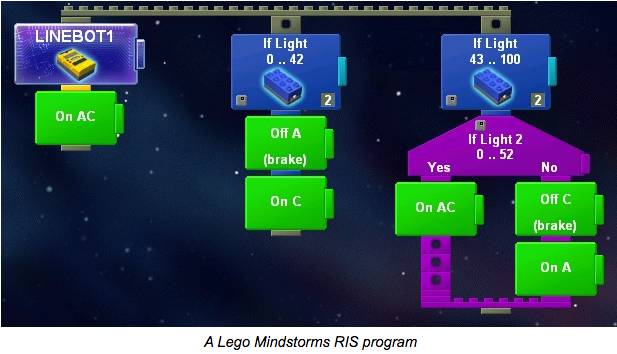 LINEBOT1
On AC
If Light
0 .. 42
2
Off A
(brake)
On C
If Light
43 .. 100
2
If Light 2
0 .. 52
Yes
No
On AC
Off C
(brake)
On A
A Lego Mindstorms RIS program